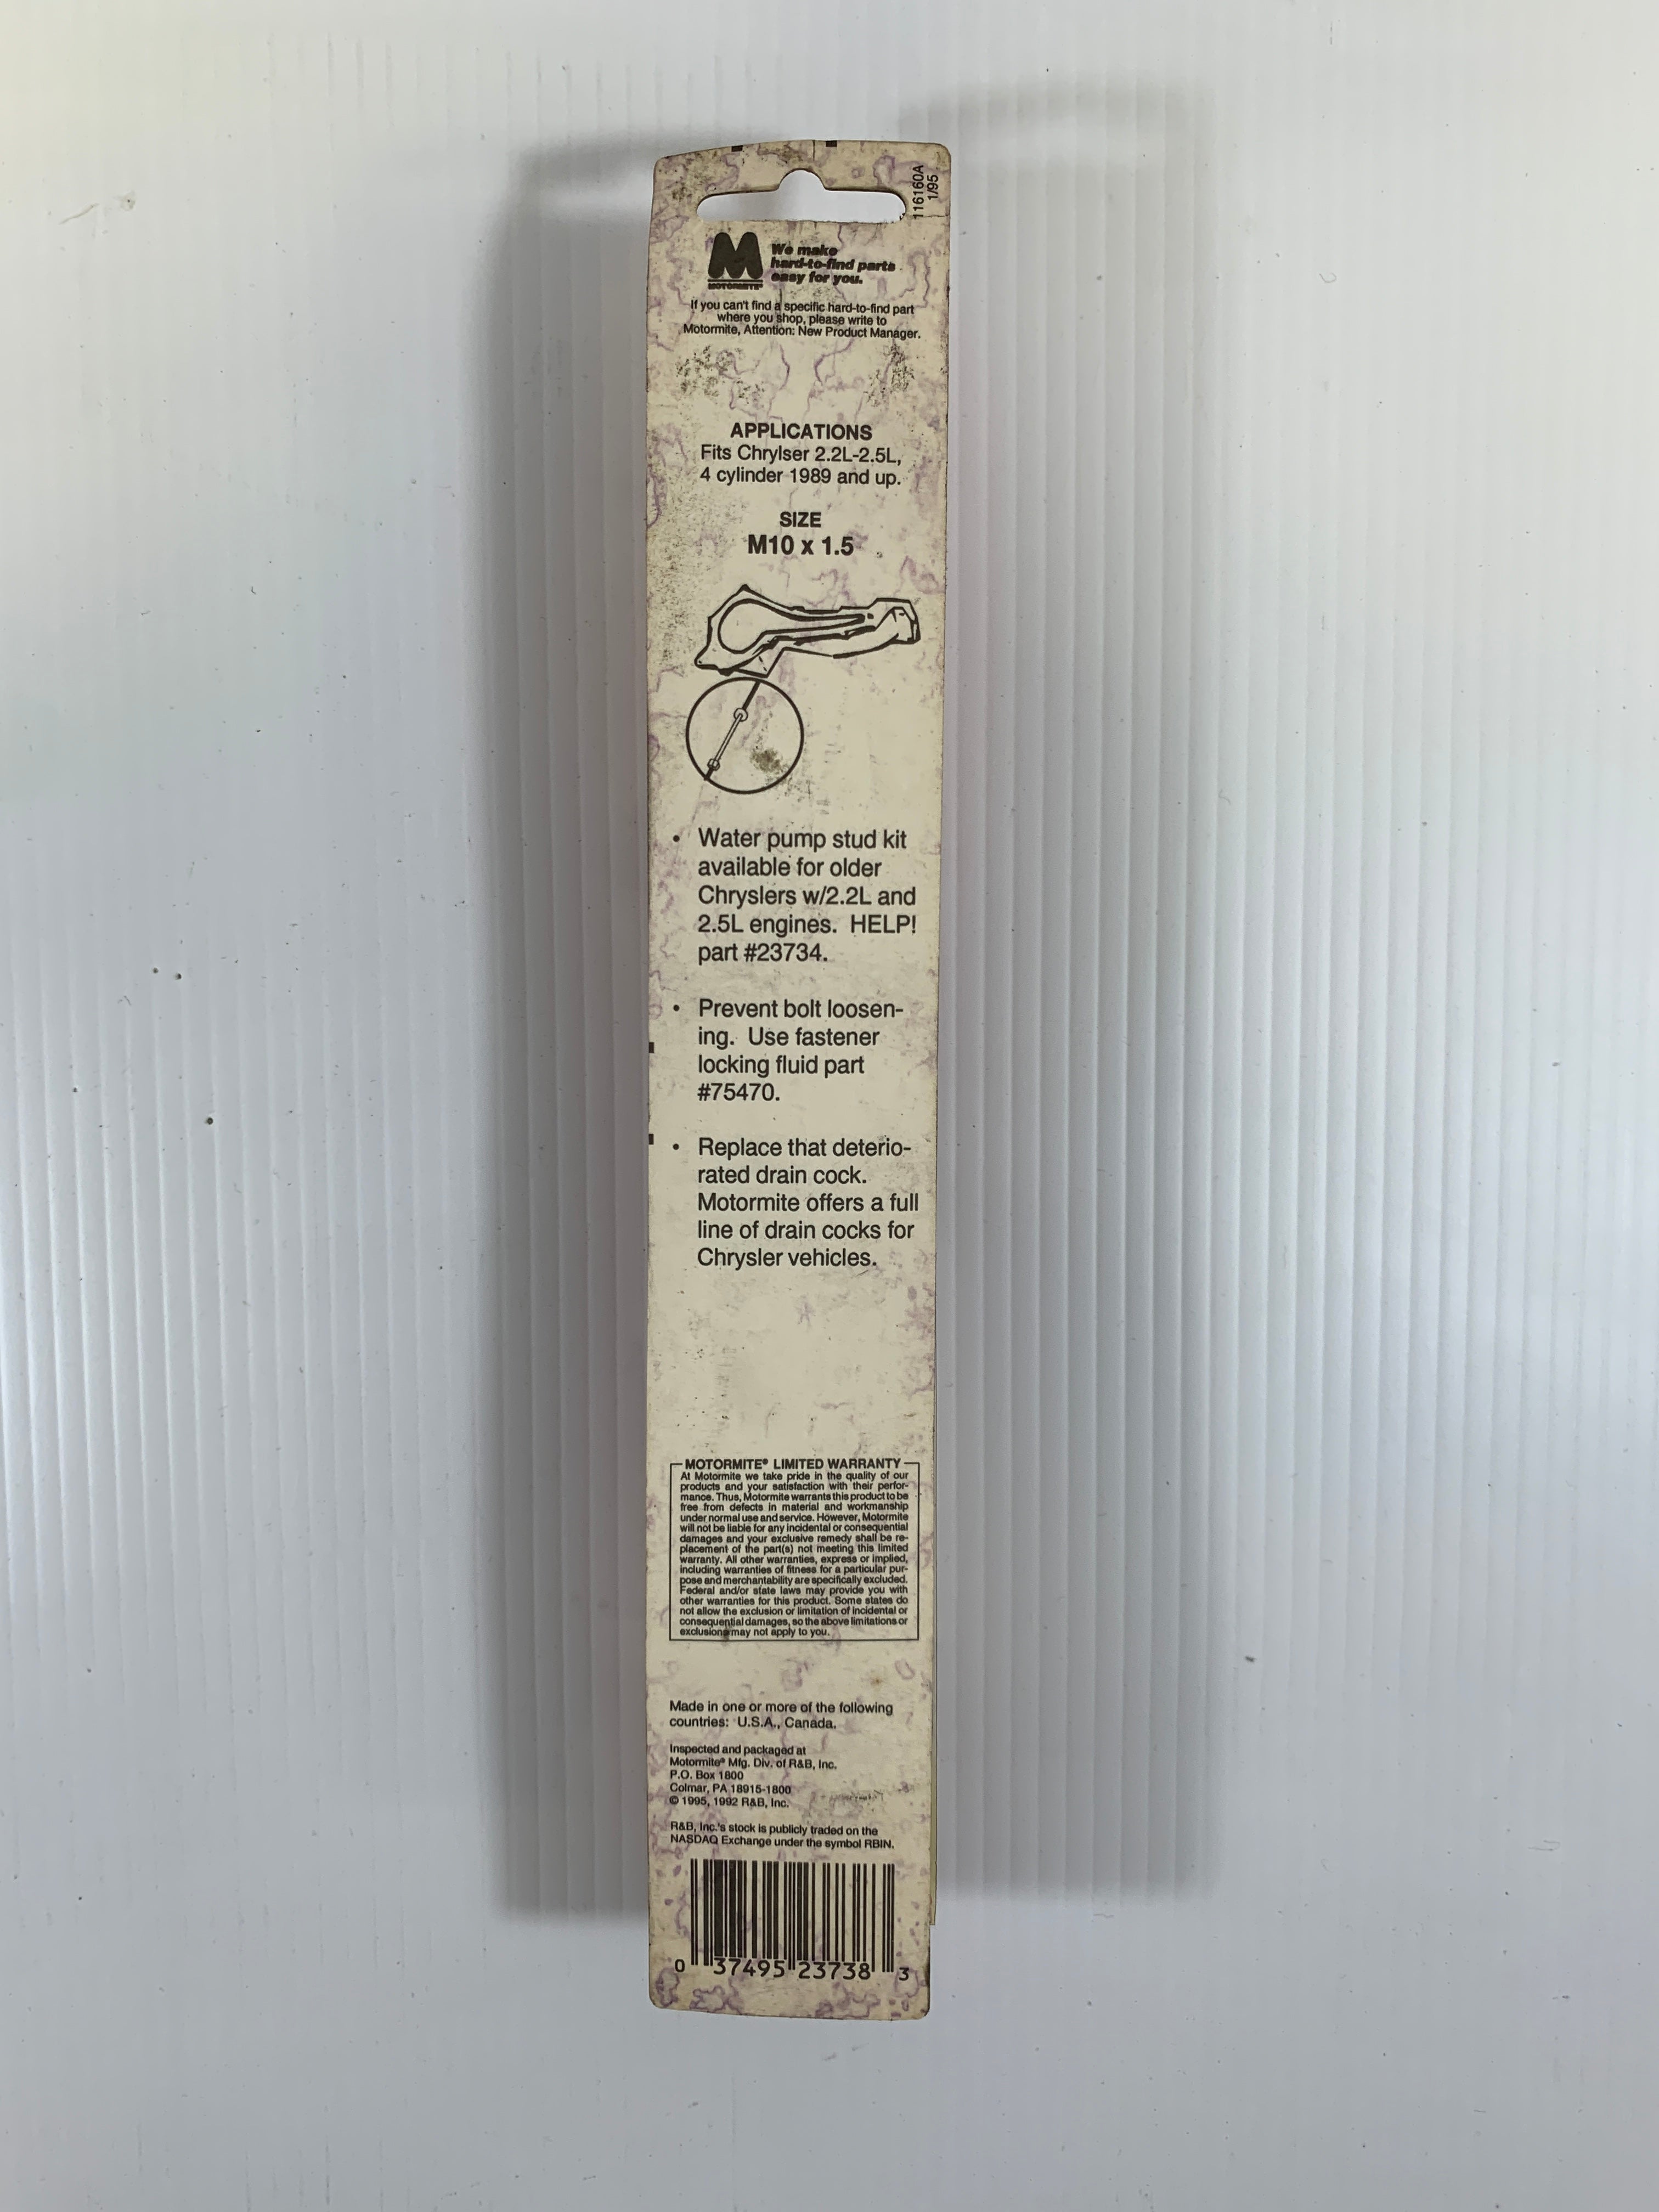 116160A
1/95
M
MOTORMITE®
We make
hard-to-find parts
easy for you.
If you can't find a specific hard-to-find part
where you shop, please write to
Motormite, Attention: New Product Manager.
APPLICATIONS
Fits Chrylser 2.2L-2.5L,
4 cylinder 1989 and up.
SIZE
M10 x 1.5
• Water pump stud kit
available for older
Chryslers w/2.2L and
2.5L engines. HELP!
part #23734.
• Prevent bolt loosen-
ing. Use fastener
locking fluid part
#75470.
• Replace that deterio-
rated drain cock.
Motormite offers a full
line of drain cocks for
Chrysler vehicles.
MOTORMITE® LIMITED WARRANTY
At Motormite we take pride in the quality of our
products and your satisfaction with their perfor-
mance. Thus, Motormite warrants this product to be
free from defects in material and workmanship
under normal use and service. However, Motormite
will not be liable for any incidental or consequential
damages and your exclusive remedy shall be re-
placement of the part(s) not meeting this limited
warranty. All other warranties, express or implied,
including warranties of fitness for a particular pur-
pose and merchantability are specifically excluded.
Federal and/or state laws may provide you with
other warranties for this product. Some states do
not allow the exclusion or limitation of incidental or
consequential damages, so the above limitations or
exclusions may not apply to you.
Made in one or more of the following
countries: U.S.A., Canada.
Inspected and packaged at
Motormite® Mfg. Div. of R&B, Inc.
P.O. Box 1800
Colmar, PA 18915-1800
© 1995, 1992 R&B, Inc.
R&B, Inc.'s stock is publicly traded on the
NASDAQ Exchange under the symbol RBIN.
0 37495 23738 3